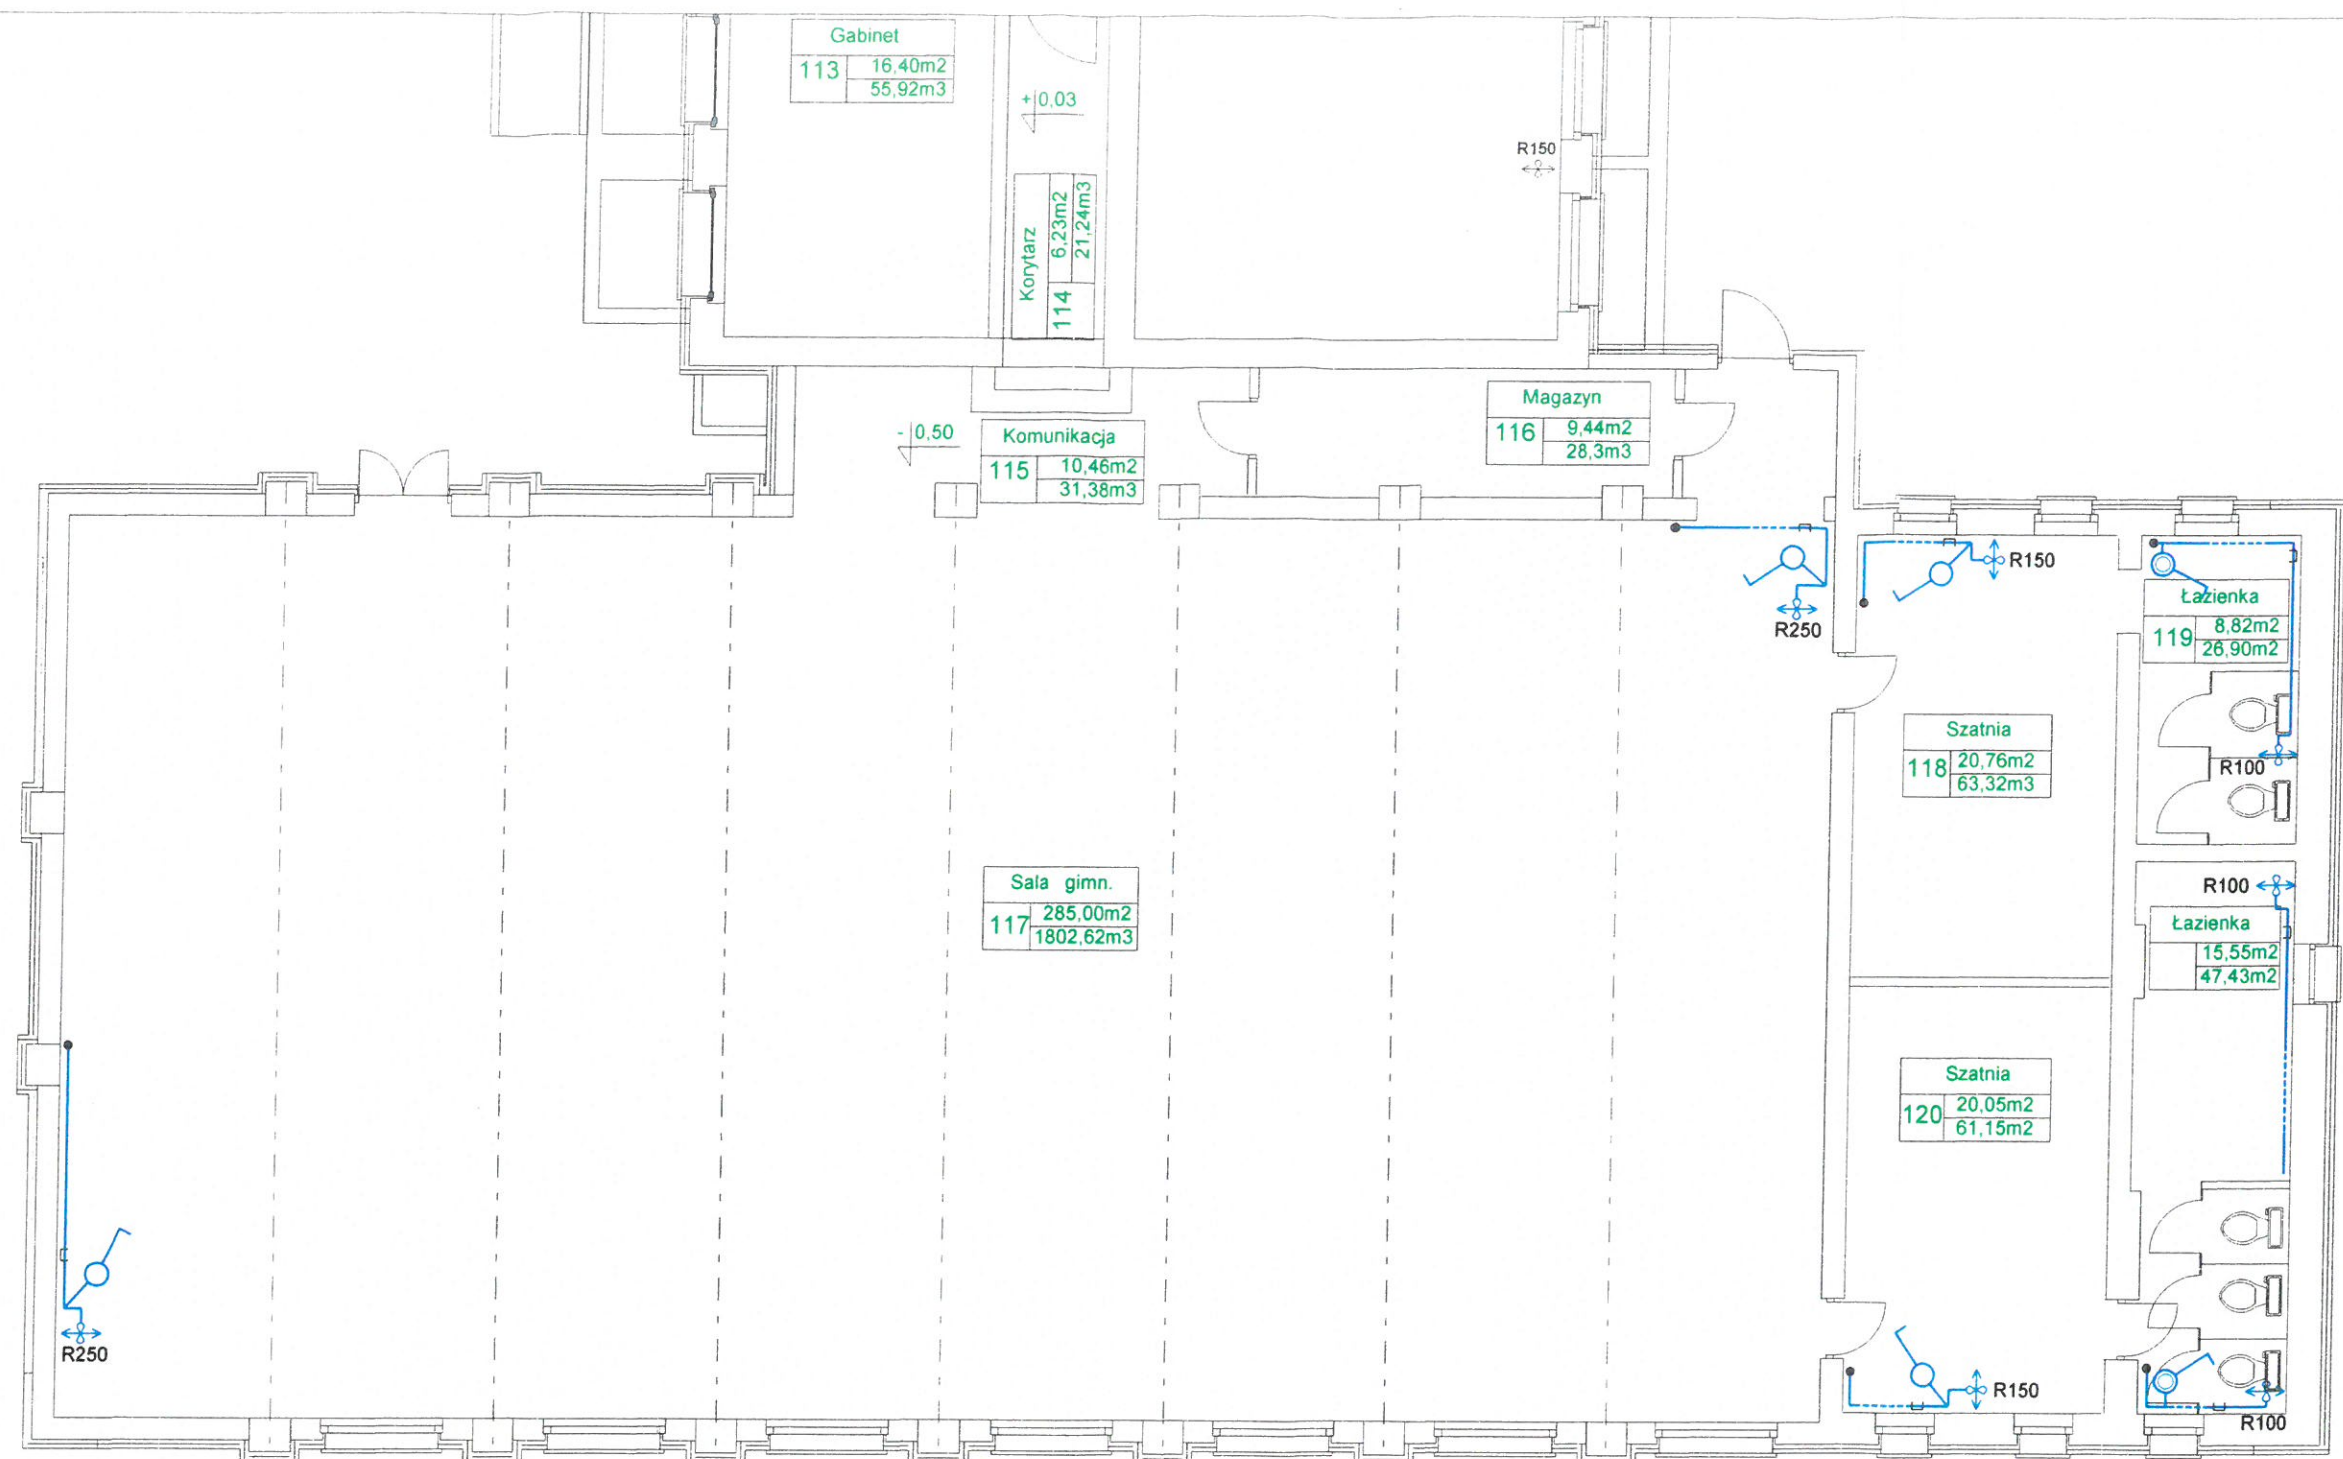 Gabinet
113
16,40m2
55,92m3
+0,03
R150
Korytarz
114
6,23m2
21,24m3
Magazyn
116
9,44m2
28,3m3
- 0,50
Komunikacja
115
10,46m2
31,38m3
R150
R250
Łazienka
119
8,82m2
26,90m2
Szatnia
118
20,76m2
63,32m3
R100
Sala gimn.
117
285,00m2
1802,62m3
R100
Łazienka
15,55m2
47,43m2
Szatnia
120
20,05m2
61,15m2
R250
R150
R100